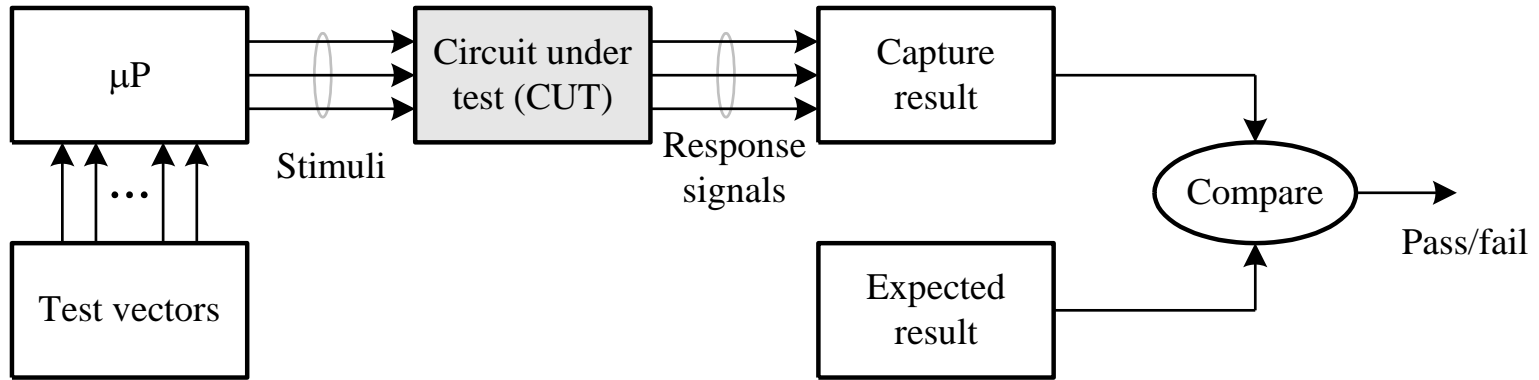 μP
Circuit under
test (CUT)
Capture
result
Stimuli
Response
signals
...
Compare
Pass/fail
Test vectors
Expected
result